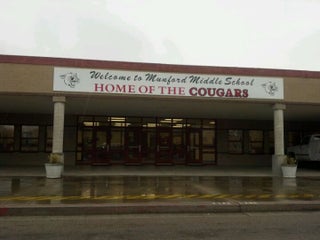 Welcome to Munford Middle School
HOME OF THE COUGARS